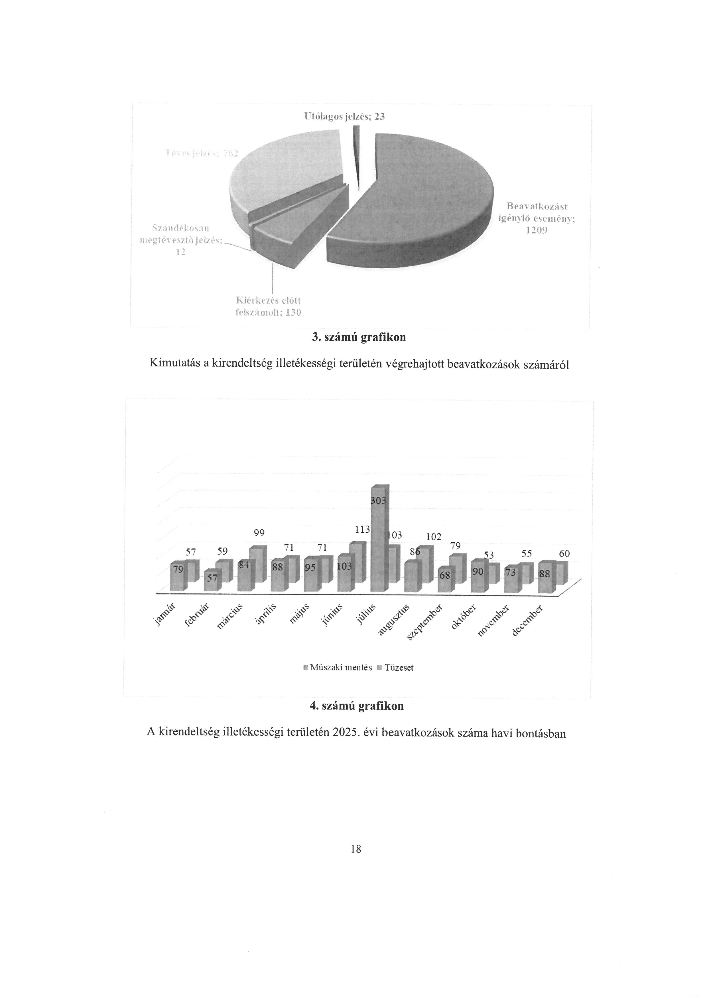 Utólagos jelzés; 23
Téves jelzés; 762
Beavatkozást
igénylő esemény;
1209
Szándékosan
megtévesztő jelzés;
12
Kiérkezés előtt
felszámolt; 130
3. számú grafikon
Kimutatás a kirendeltség illetékességi területén végrehajtott beavatkozások számáról
303
99 113 103 102
57 59 71 71 86 79 53 55 60
79 57 84 88 95 103 68 90 73 88
január február március április május június július augusztus szeptember október november december
Műszaki mentés Tűzeset
4. számú grafikon
A kirendeltség illetékességi területén 2025. évi beavatkozások száma havi bontásban
18